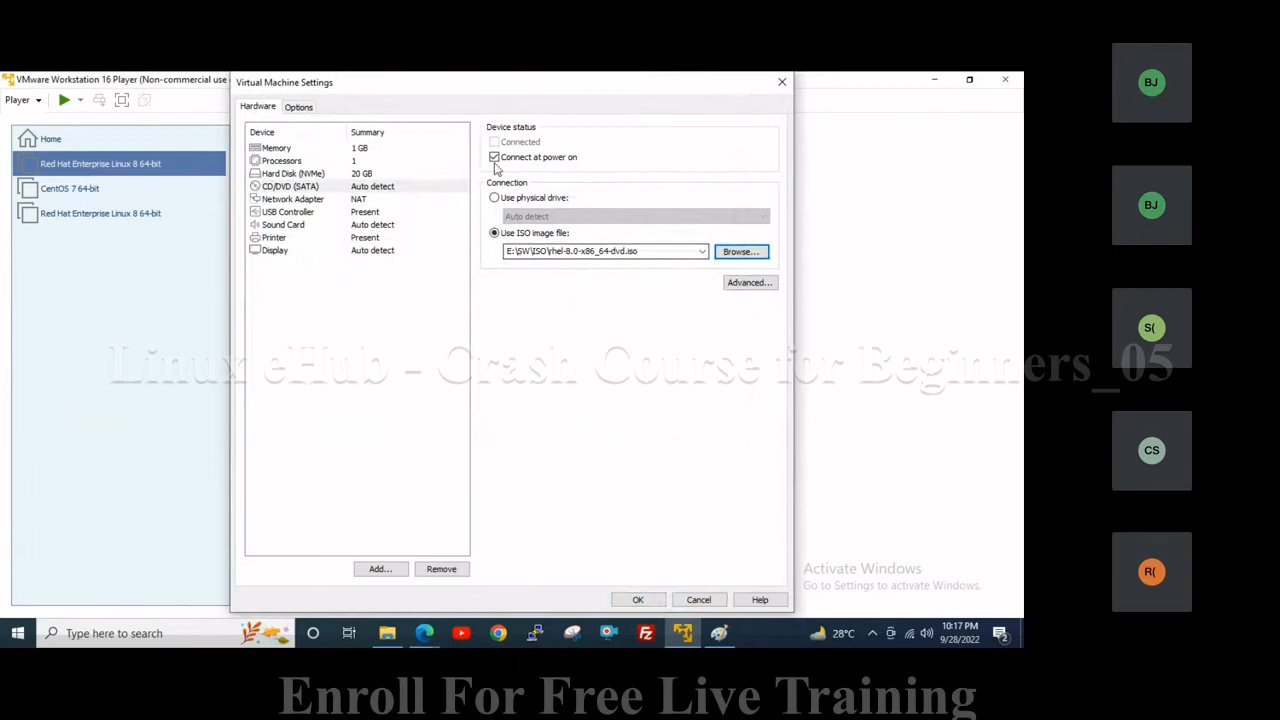 VMware Workstation 16 Player (Non-commercial use
Player
Home
Red Hat Enterprise Linux 8 64-bit
CentOS 7 64-bit
Red Hat Enterprise Linux 8 64-bit
Virtual Machine Settings
Hardware Options
Device Summary
Memory 1 GB
Processors 1
Hard Disk (NVMe) 20 GB
CD/DVD (SATA) Auto detect
Network Adapter NAT
USB Controller Present
Sound Card Auto detect
Printer Present
Display Auto detect
Add... Remove
Device status
Connected
Connect at power on
Connection
Use physical drive:
Auto detect
Use ISO image file:
E:\SW\ISO\rhel-8.0-x86_64-dvd.iso Browse...
Advanced...
OK Cancel Help
Linux eHub - Crash Course for Beginners_05
Activate Windows
Go to Settings to activate Windows.
Type here to search
28°C
10:17 PM
9/28/2022
2
BJ
BJ
S(
CS
R(
Enroll For Free Live Training